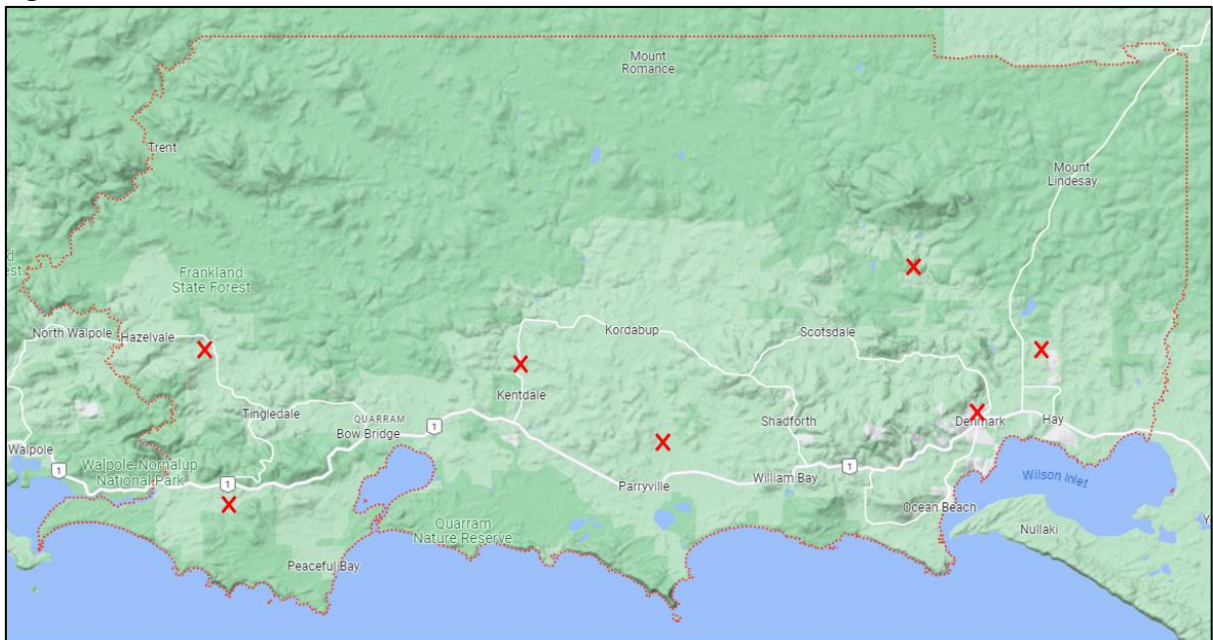 Mount
Romance
Trent
Mount
Lindesay
Frankland
State Forest
North Walpole
Hazelvale
Kordabup
Scotsdale
Kentdale
Tingledale
QUARRAM
Bow Bridge
1
Shadforth
Denmark
Hay
Walpole
1
Walpole-Nornalup
National Park
1
Parryville
William Bay
1
Wilson Inlet
Ocean Beach
Nullaki
Quarram
Nature Reserve
Peaceful Bay